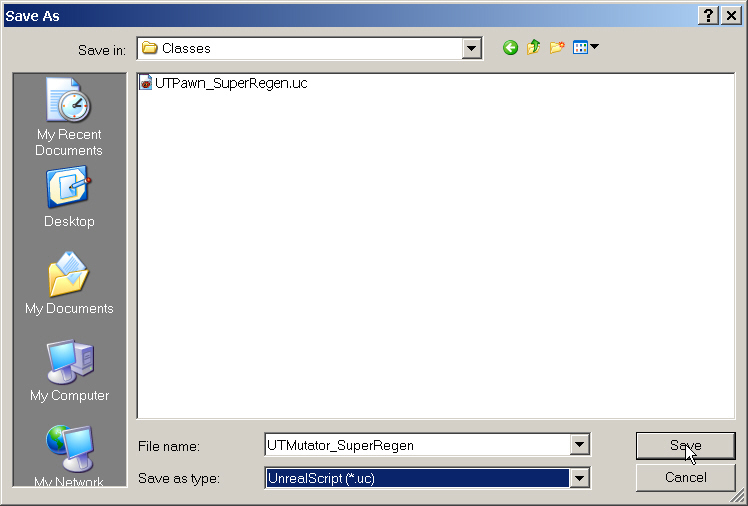 Save As
Save in:
Classes
UTPawn_SuperRegen.uc
My Recent
Documents
Desktop
My Documents
My Computer
My Network
File name:
UTMutator_SuperRegen
Save
Save as type:
UnrealScript (*.uc)
Cancel